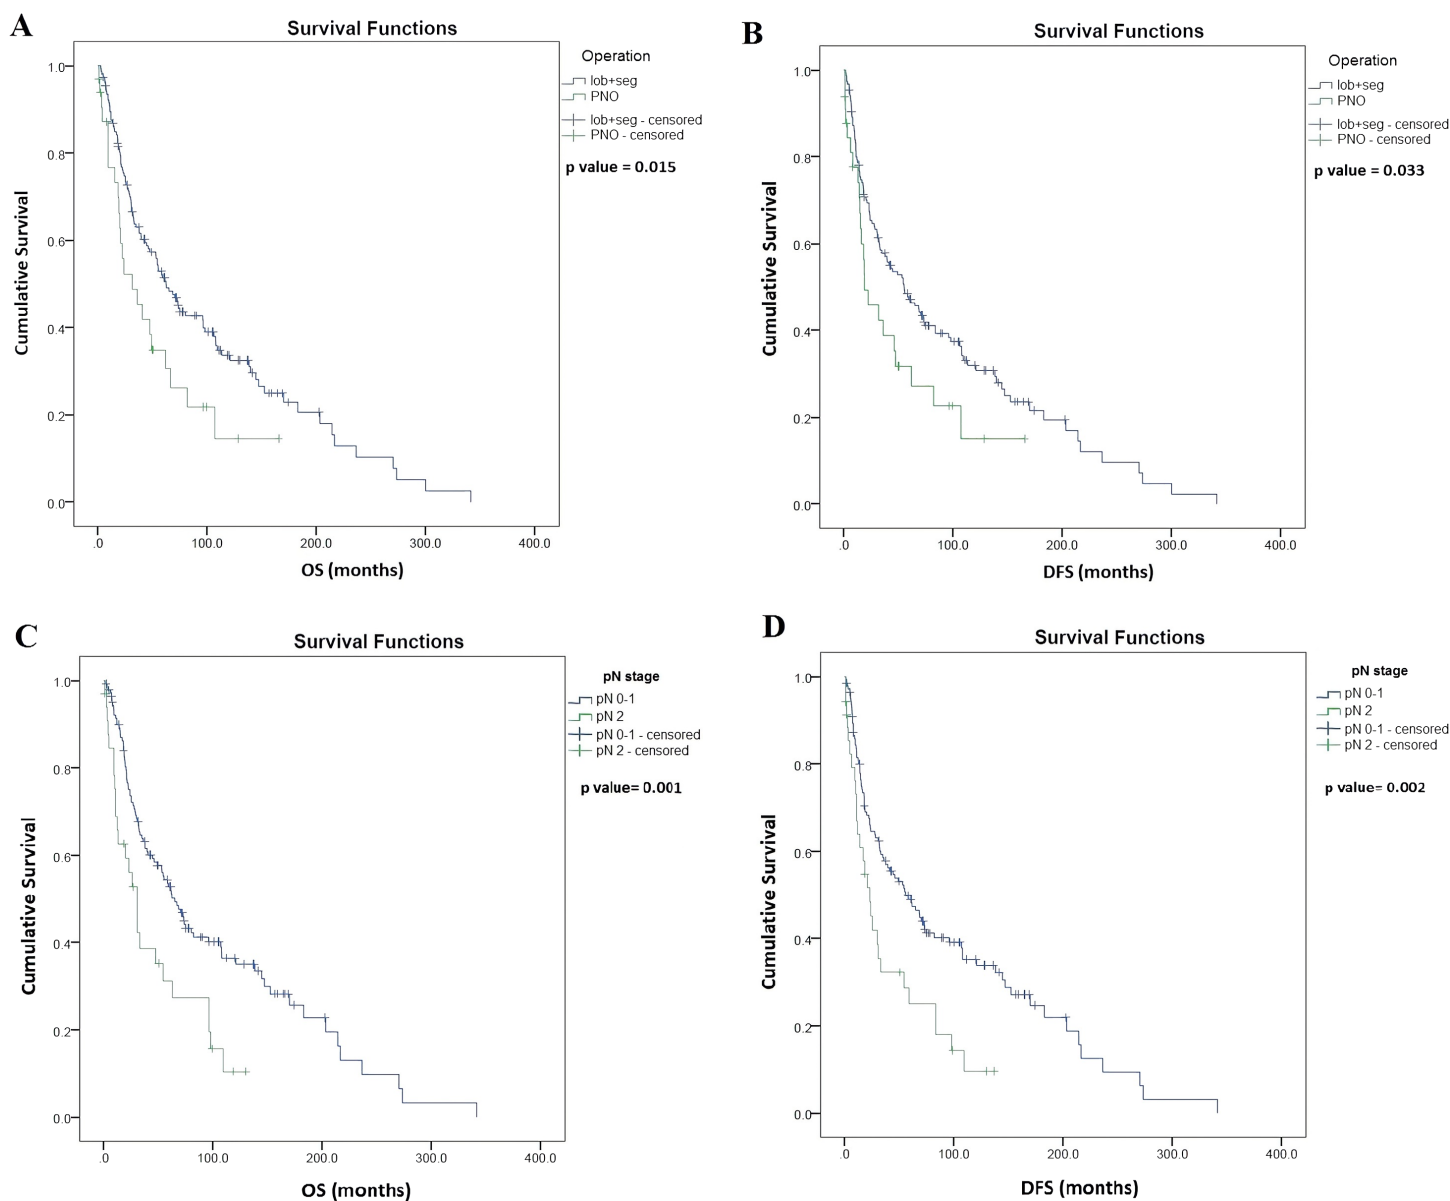 A
Survival Functions
Operation
lob+seg
PNO
lob+seg - censored
PNO - censored
p value = 0.015
Cumulative Survival
1.0
0.8
0.6
0.4
0.2
0.0
.0 100.0 200.0 300.0 400.0
OS (months)
B
Survival Functions
Operation
lob+seg
PNO
lob+seg - censored
PNO - censored
p value = 0.033
Cumulative Survival
1.0
0.8
0.6
0.4
0.2
0.0
.0 100.0 200.0 300.0 400.0
DFS (months)
C
Survival Functions
pN stage
pN 0-1
pN 2
pN 0-1 - censored
pN 2 - censored
p value= 0.001
Cumulative Survival
1.0
0.8
0.6
0.4
0.2
0.0
.0 100.0 200.0 300.0 400.0
OS (months)
D
Survival Functions
pN stage
pN 0-1
pN 2
pN 0-1 - censored
pN 2 - censored
p value= 0.002
Cumulative Survival
1.0
0.8
0.6
0.4
0.2
0.0
.0 100.0 200.0 300.0 400.0
DFS (months)